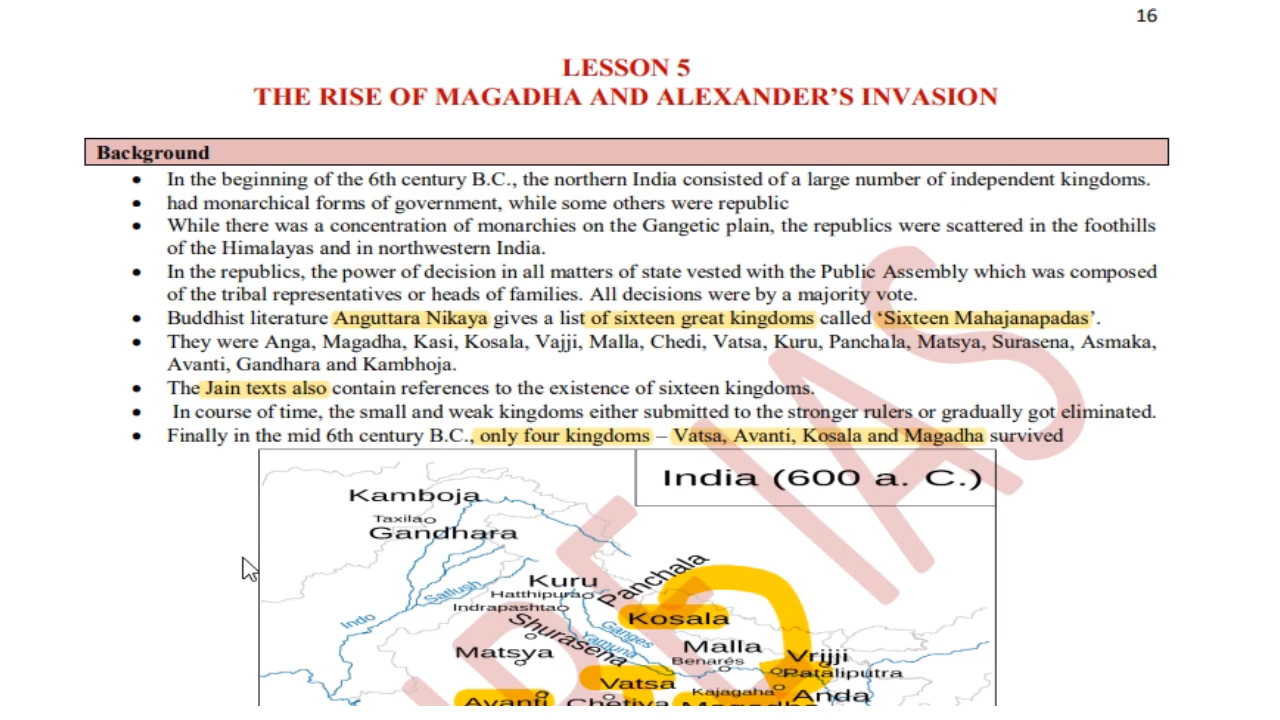 16
LESSON 5
THE RISE OF MAGADHA AND ALEXANDER'S INVASION
Background
• In the beginning of the 6th century B.C., the northern India consisted of a large number of independent kingdoms.
• had monarchical forms of government, while some others were republic
• While there was a concentration of monarchies on the Gangetic plain, the republics were scattered in the foothills
of the Himalayas and in northwestern India.
• In the republics, the power of decision in all matters of state vested with the Public Assembly which was composed
of the tribal representatives or heads of families. All decisions were by a majority vote.
• Buddhist literature Anguttara Nikaya gives a list of sixteen great kingdoms called ‘Sixteen Mahajanapadas’.
• They were Anga, Magadha, Kasi, Kosala, Vajji, Malla, Chedi, Vatsa, Kuru, Panchala, Matsya, Surasena, Asmaka,
Avanti, Gandhara and Kambhoja.
• The Jain texts also contain references to the existence of sixteen kingdoms.
• In course of time, the small and weak kingdoms either submitted to the stronger rulers or gradually got eliminated.
• Finally in the mid 6th century B.C., only four kingdoms – Vatsa, Avanti, Kosala and Magadha survived
India (600 a. C.)
Kamboja
Taxila
Gandhara
Kuru
Panchala
Hatthipura
Satlush
Indrapashta
Indo
Kosala
Shurasena
Ganges
Yamuna
Matsya
Malla
Vrijji
Benarés
Pataliputra
Vatsa
Kajagaha
Anda
Avanti
Chetiya
Magadha
IAS